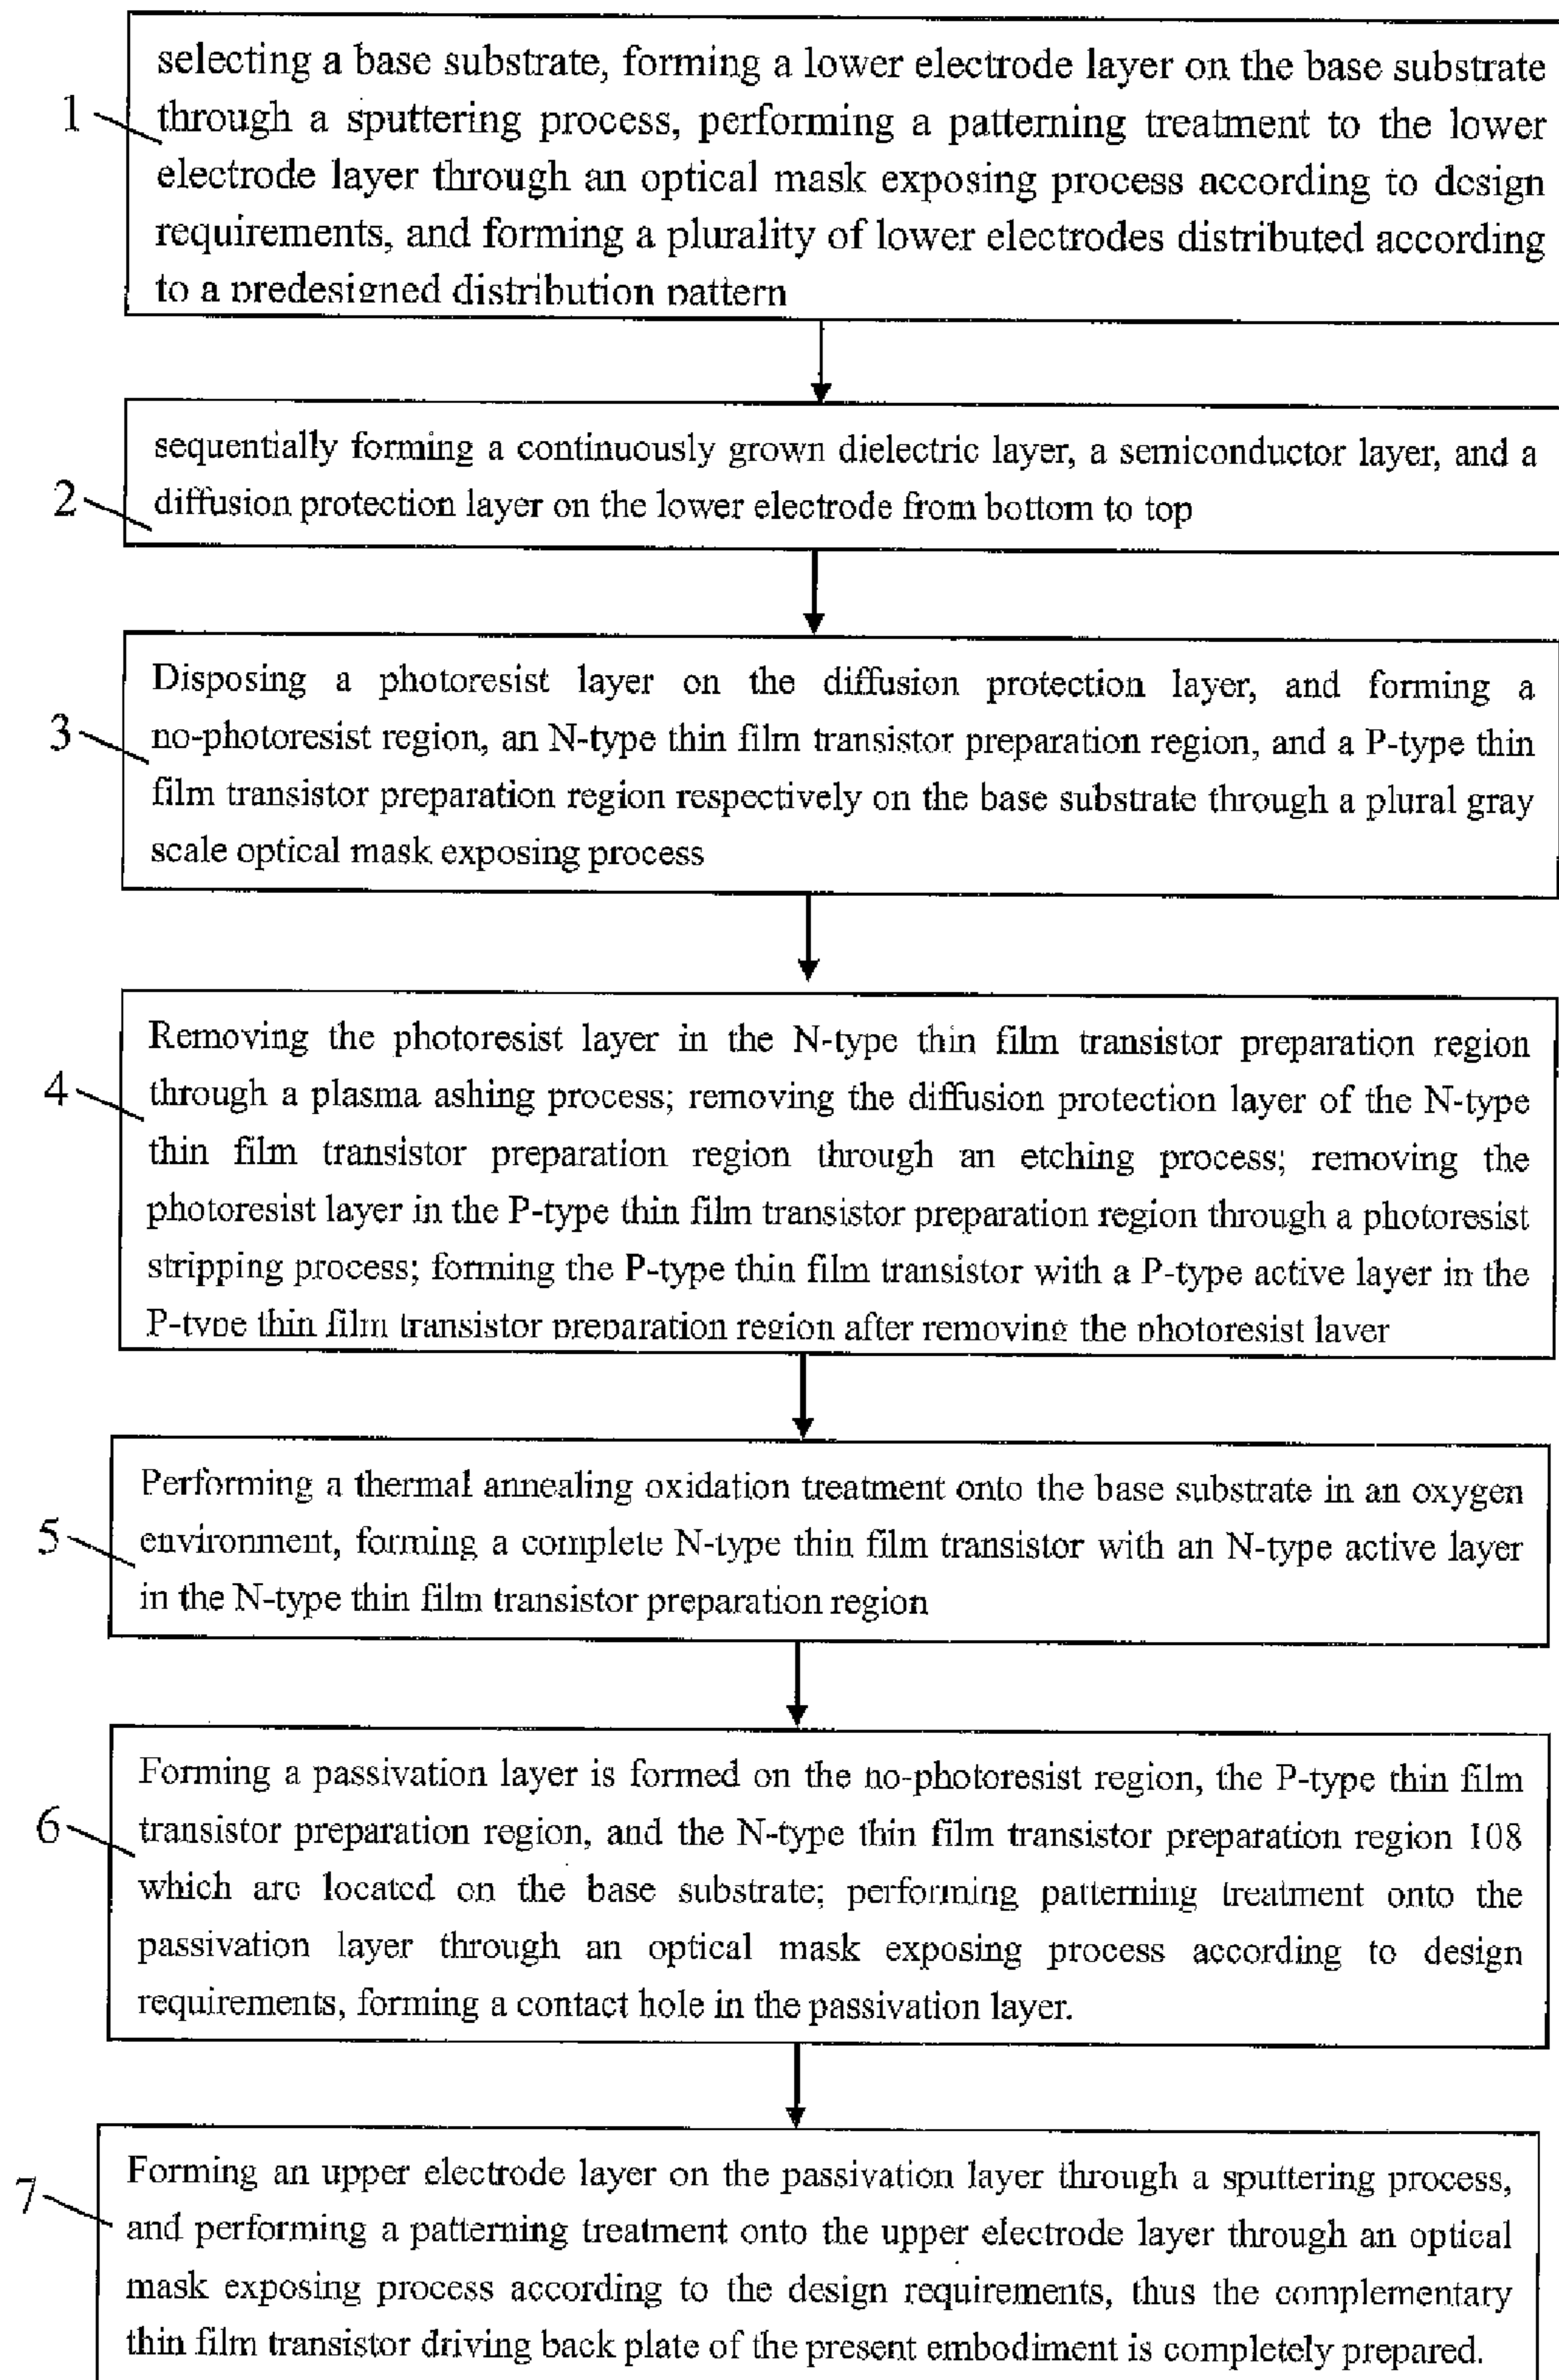 selecting a base substrate, forming a lower electrode layer on the base substrate
1
through a sputtering process, performing a patterning treatment to the lower
electrode layer through an optical mask exposing process according to design
requirements, and forming a plurality of lower electrodes distributed according
to a predesigned distribution pattern
sequentially forming a continuously grown dielectric layer, a semiconductor layer, and a
2
diffusion protection layer on the lower electrode from bottom to top
Disposing a photoresist layer on the diffusion protection layer, and forming a
3
no-photoresist region, an N-type thin film transistor preparation region, and a P-type thin
film transistor preparation region respectively on the base substrate through a plural gray
scale optical mask exposing process
Removing the photoresist layer in the N-type thin film transistor preparation region
4
through a plasma ashing process; removing the diffusion protection layer of the N-type
thin film transistor preparation region through an etching process; removing the
photoresist layer in the P-type thin film transistor preparation region through a photoresist
stripping process; forming the P-type thin film transistor with a P-type active layer in the
P-type thin film transistor preparation region after removing the photoresist layer
Performing a thermal annealing oxidation treatment onto the base substrate in an oxygen
5
environment, forming a complete N-type thin film transistor with an N-type active layer
in the N-type thin film transistor preparation region
Forming a passivation layer is formed on the no-photoresist region, the P-type thin film
6
transistor preparation region, and the N-type thin film transistor preparation region 108
which are located on the base substrate; performing patterning treatment onto the
passivation layer through an optical mask exposing process according to design
requirements, forming a contact hole in the passivation layer.
Forming an upper electrode layer on the passivation layer through a sputtering process,
7
and performing a patterning treatment onto the upper electrode layer through an optical
mask exposing process according to the design requirements, thus the complementary
thin film transistor driving back plate of the present embodiment is completely prepared.